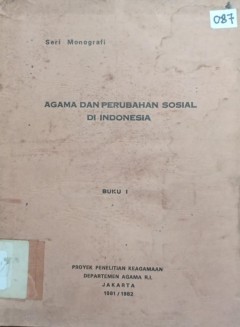 087
Seri Monografi
AGAMA DAN PERUBAHAN SOSIAL
DI INDONESIA
BUKU I
PROYEK PENELITIAN KEAGAMAAN
DEPARTEMEN AGAMA R.I.
JAKARTA
1981 / 1982